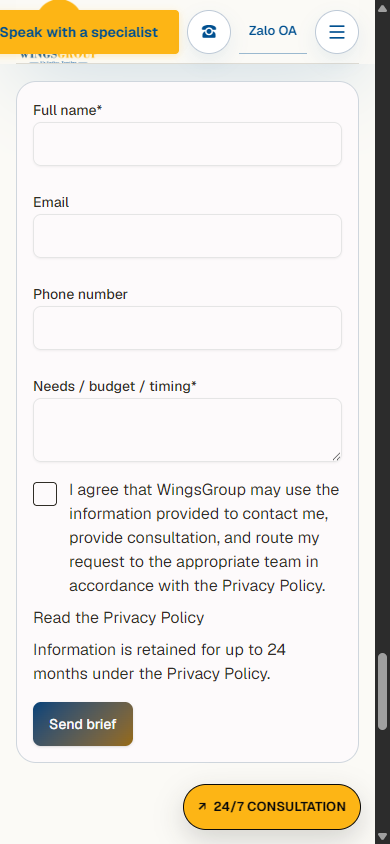 Speak with a specialist
Zalo OA
WINGSGROUP
Full name*
Email
Phone number
Needs / budget / timing*
I agree that WingsGroup may use the
information provided to contact me,
provide consultation, and route my
request to the appropriate team in
accordance with the Privacy Policy.
Read the Privacy Policy
Information is retained for up to 24
months under the Privacy Policy.
Send brief
24/7 CONSULTATION